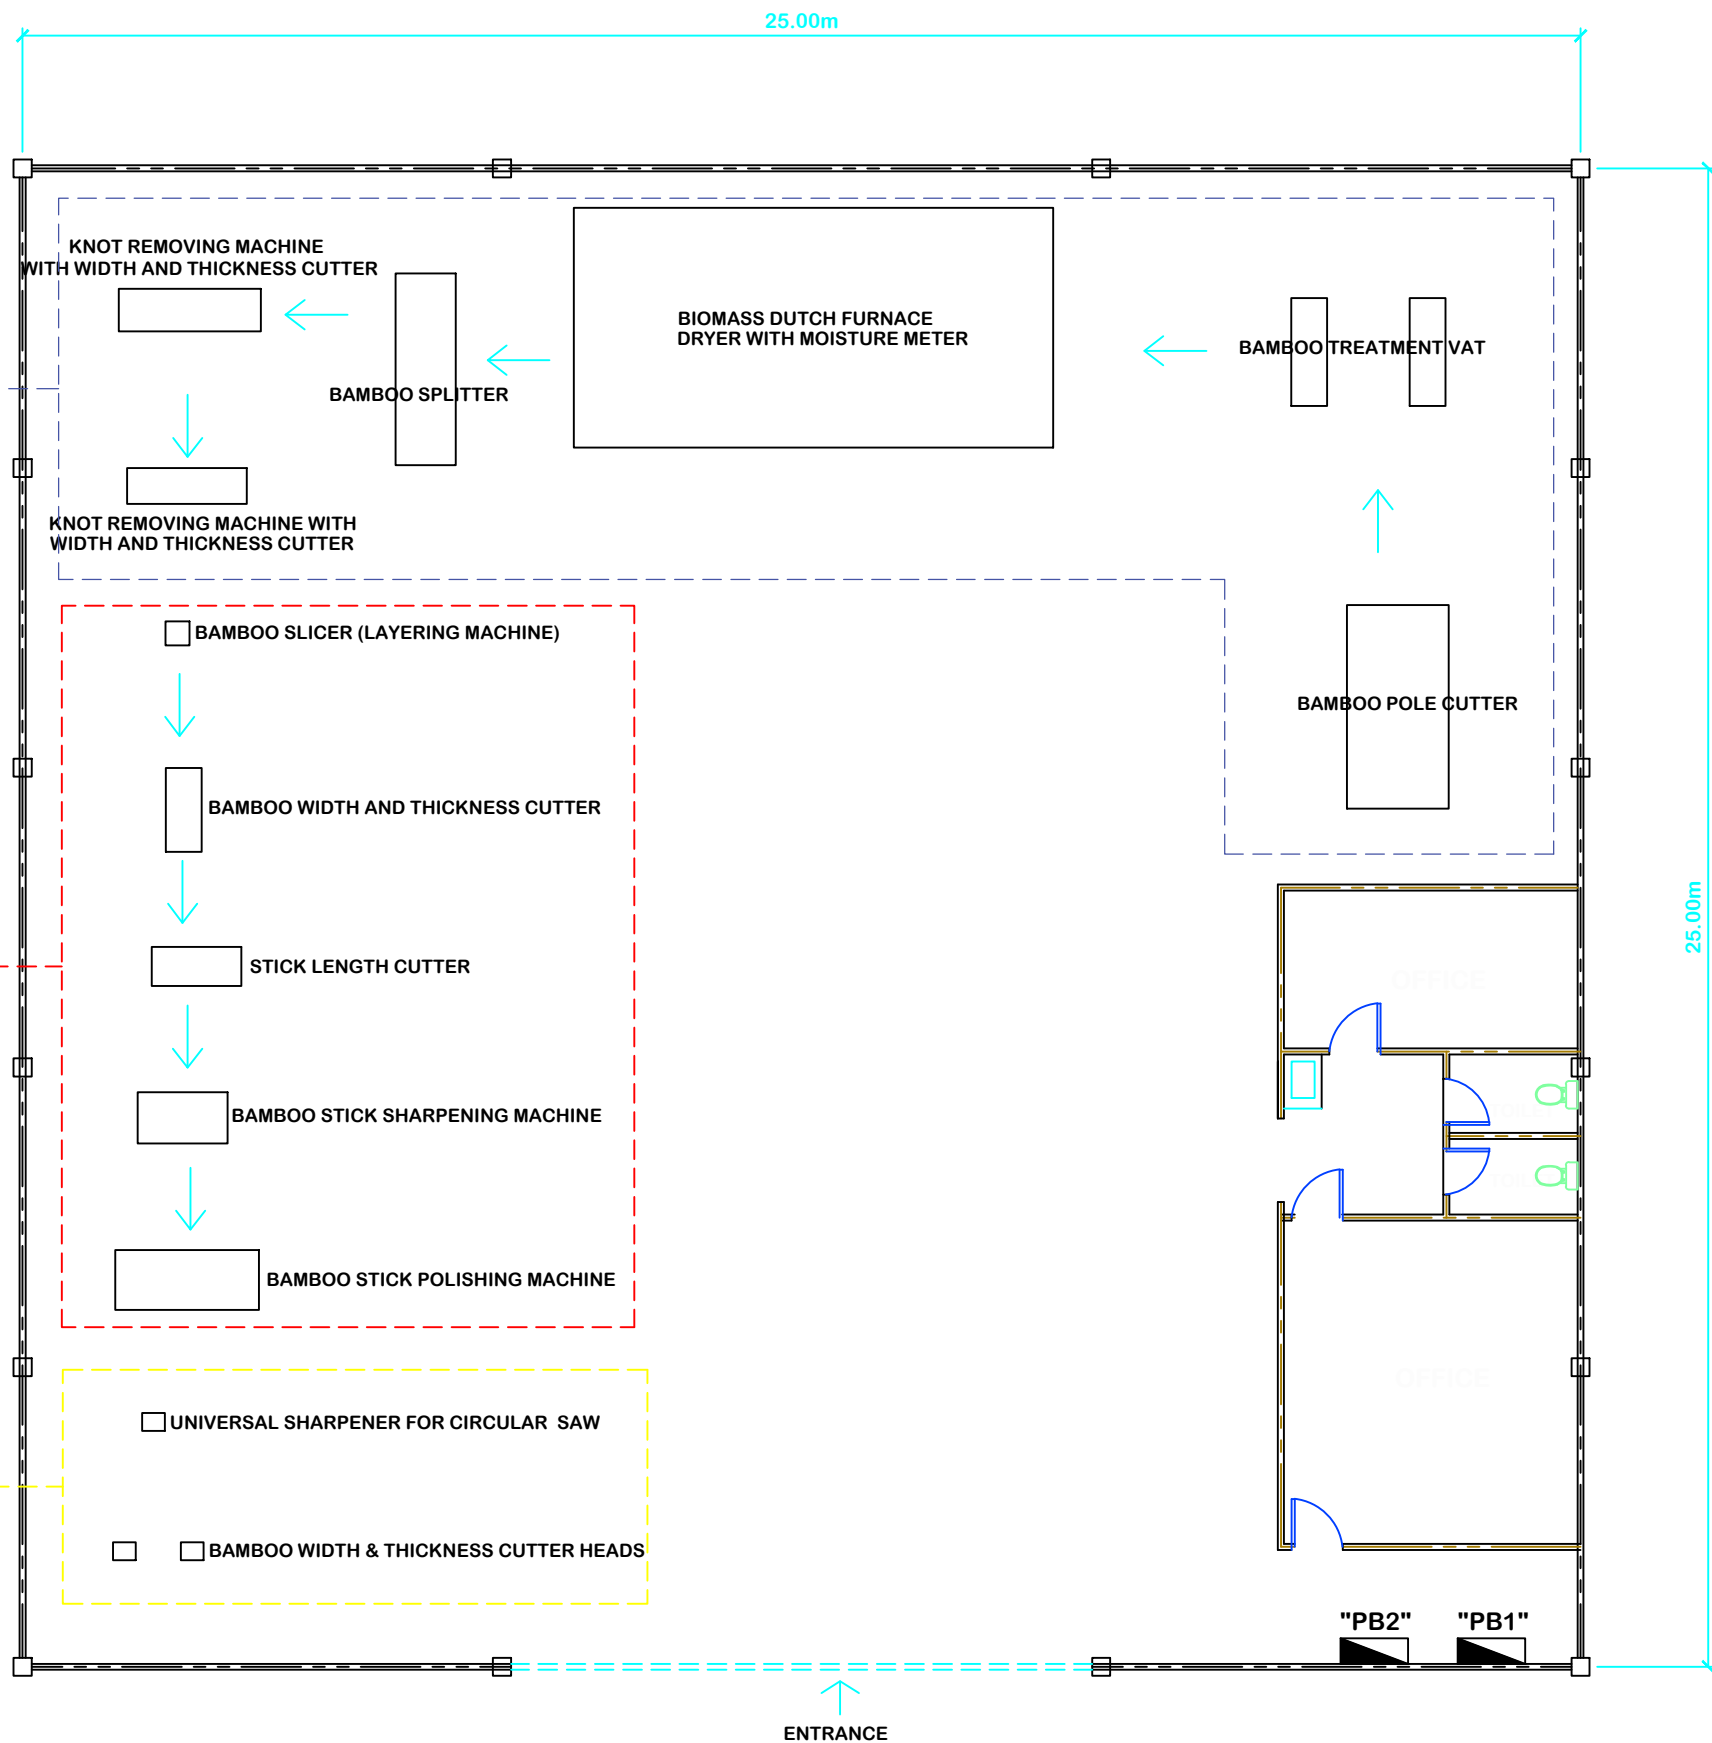 25.00m
KNOT REMOVING MACHINE
WITH WIDTH AND THICKNESS CUTTER
BIOMASS DUTCH FURNACE
DRYER WITH MOISTURE METER
BAMBOO TREATMENT VAT
BAMBOO SPLITTER
KNOT REMOVING MACHINE WITH
WIDTH AND THICKNESS CUTTER
BAMBOO SLICER (LAYERING MACHINE)
BAMBOO POLE CUTTER
BAMBOO WIDTH AND THICKNESS CUTTER
25.00m
STICK LENGTH CUTTER
OFFICE
BAMBOO STICK SHARPENING MACHINE
BAMBOO STICK POLISHING MACHINE
OFFICE
UNIVERSAL SHARPENER FOR CIRCULAR SAW
BAMBOO WIDTH & THICKNESS CUTTER HEADS
"PB2"
"PB1"
ENTRANCE